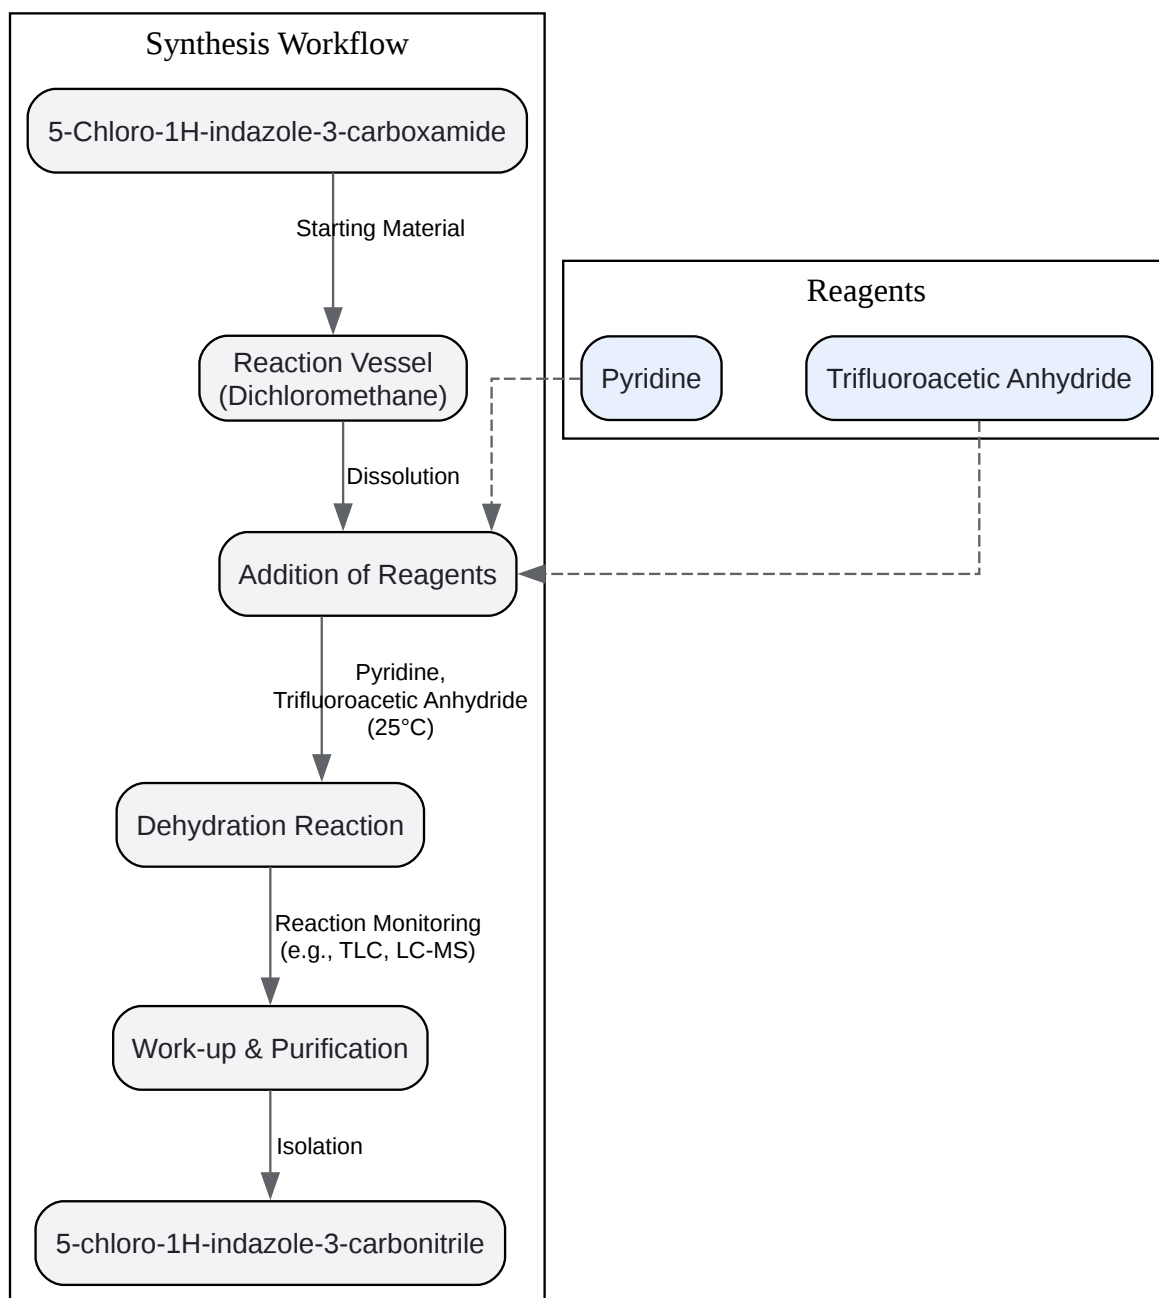 Synthesis Workflow
5-Chloro-1H-indazole-3-carboxamide
Starting Material
Reagents
Reaction Vessel
(Dichloromethane)
Pyridine
Trifluoroacetic Anhydride
Dissolution
Addition of Reagents
Pyridine,
Trifluoroacetic Anhydride
(25°C)
Dehydration Reaction
Reaction Monitoring
(e.g., TLC, LC-MS)
Work-up & Purification
Isolation
5-chloro-1H-indazole-3-carbonitrile